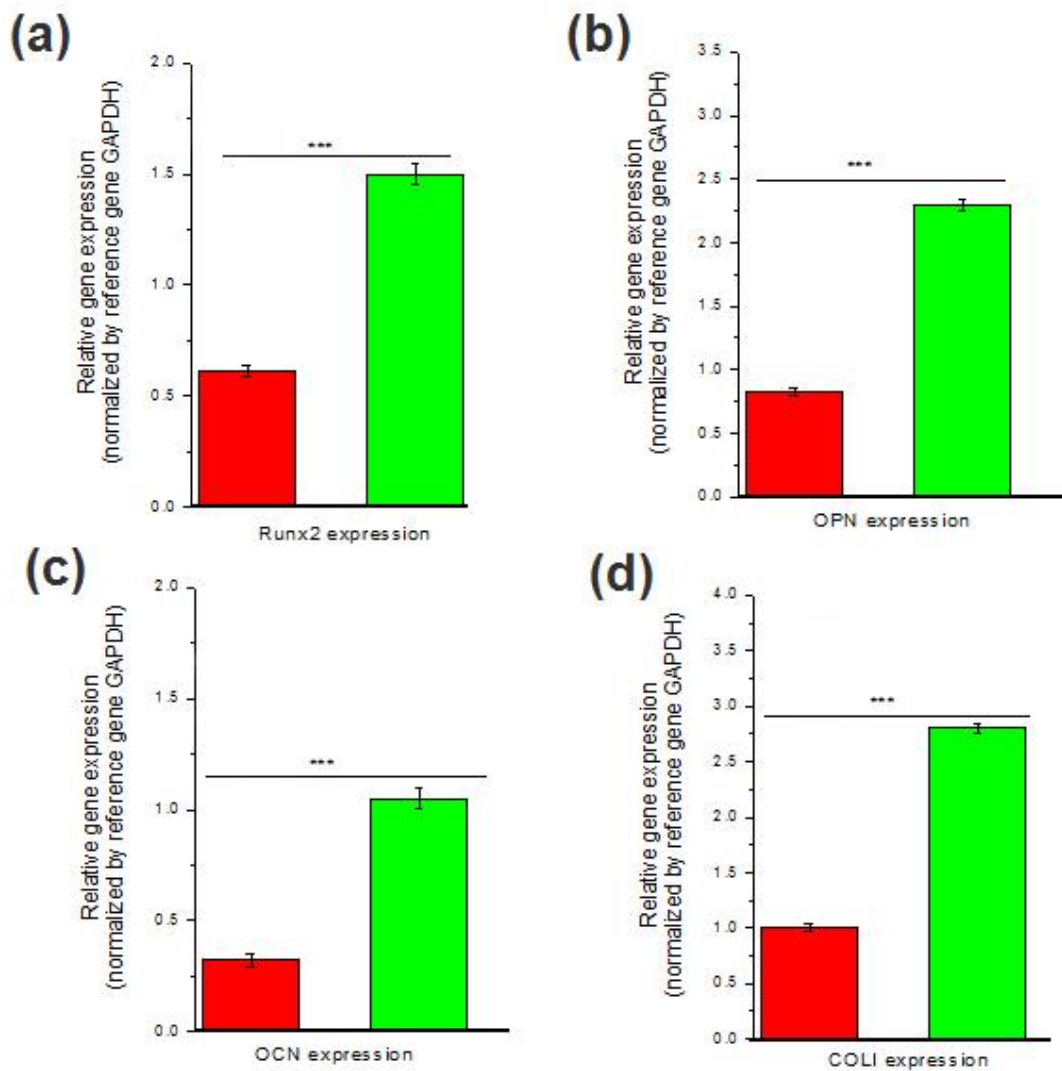 (a)
Relative gene expression
(normalized by reference gene GAPDH)
2.0
1.5
1.0
0.5
0.0
***
Runx2 expression
(b)
Relative gene expression
(normalized by reference gene GAPDH)
3.5
3.0
2.5
2.0
1.5
1.0
0.5
0.0
***
OPN expression
(c)
Relative gene expression
(normalized by reference gene GAPDH)
2.0
1.5
1.0
0.5
0.0
***
OCN expression
(d)
Relative gene expression
(normalized by reference gene GAPDH)
4.0
3.5
3.0
2.5
2.0
1.5
1.0
0.5
0.0
***
COLI expression